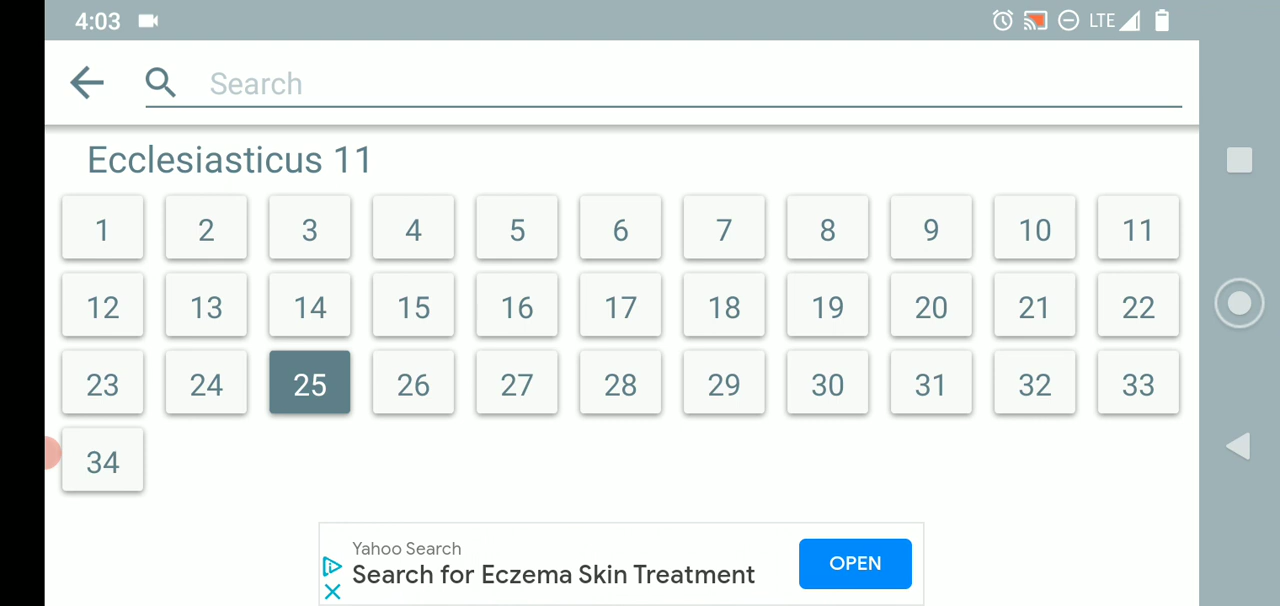 4:03 LTE
Search
Ecclesiasticus 11
1 2 3 4 5 6 7 8 9 10 11
12 13 14 15 16 17 18 19 20 21 22
23 24 25 26 27 28 29 30 31 32 33
34
Yahoo Search
Search for Eczema Skin Treatment
OPEN